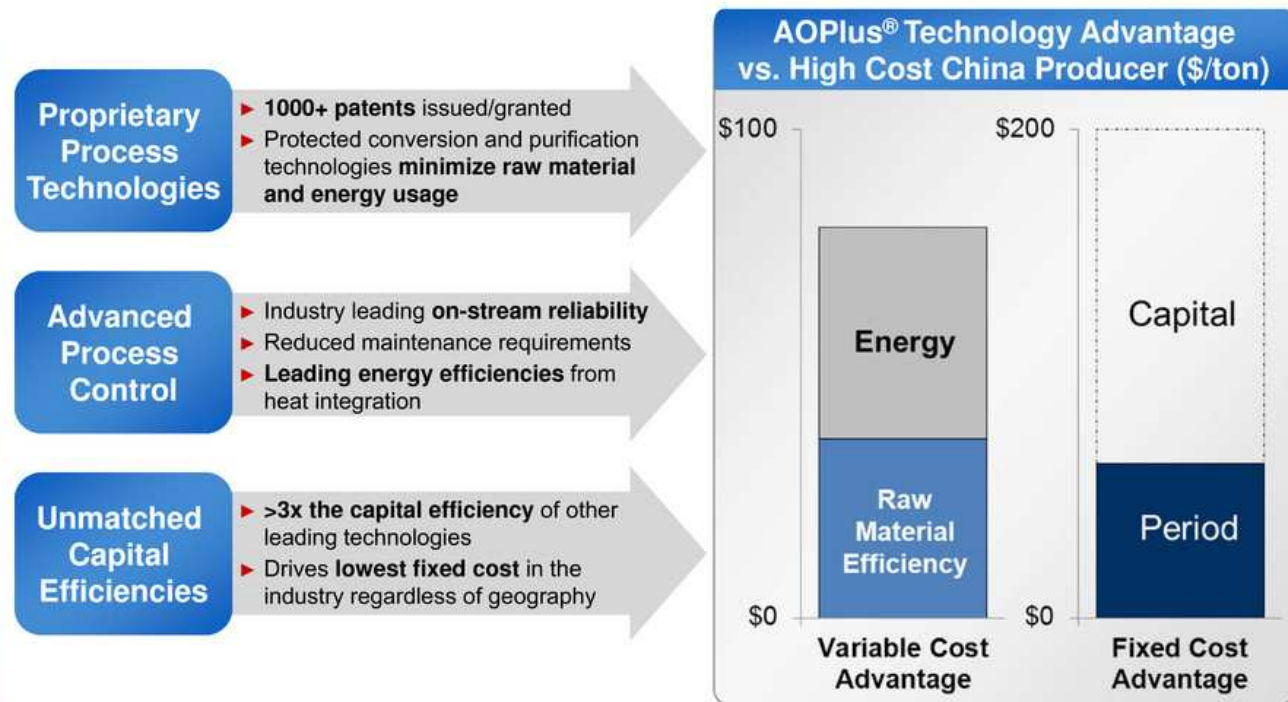 Proprietary
Process
Technologies
► 1000+ patents issued/granted
► Protected conversion and purification
technologies minimize raw material
and energy usage
Advanced
Process
Control
► Industry leading on-stream reliability
► Reduced maintenance requirements
► Leading energy efficiencies from
heat integration
Unmatched
Capital
Efficiencies
► >3x the capital efficiency of other
leading technologies
► Drives lowest fixed cost in the
industry regardless of geography
AOPlus® Technology Advantage
vs. High Cost China Producer ($/ton)
$100
Energy
Raw
Material
Efficiency
$0
Variable Cost
Advantage
$200
Capital
Period
$0
Fixed Cost
Advantage